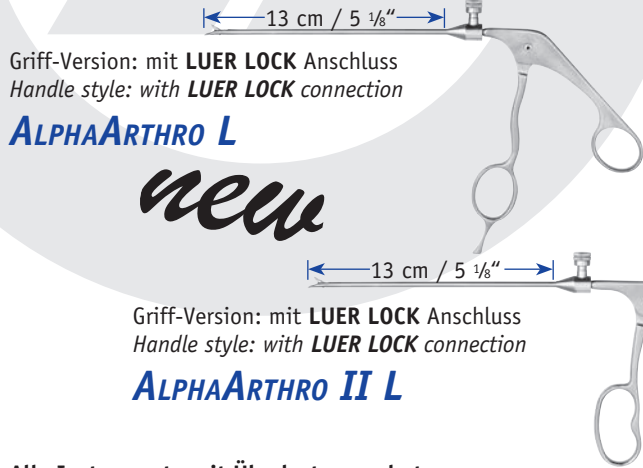 13 cm / 5 1/8“
Griff-Version: mit LUER LOCK Anschluss
Handle style: with LUER LOCK connection
ALPHAARTHRO L
new
13 cm / 5 1/8“
Griff-Version: mit LUER LOCK Anschluss
Handle style: with LUER LOCK connection
ALPHAARTHRO II L